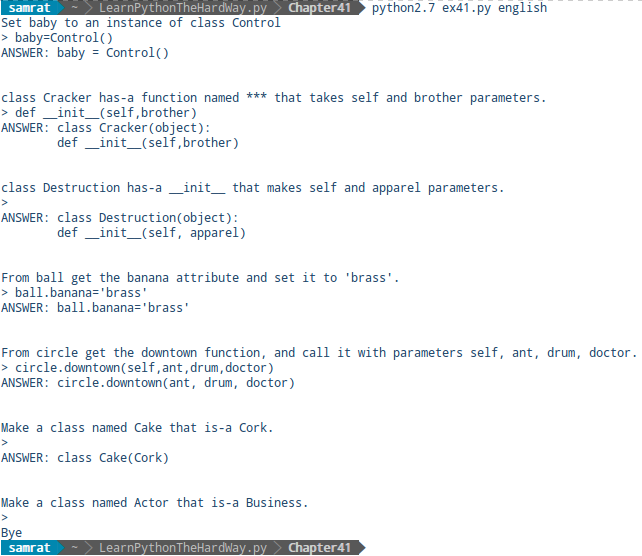 samrat ~ LearnPythonTheHardWay.py Chapter41 python2.7 ex41.py english
Set baby to an instance of class Control
> baby=Control()
ANSWER: baby = Control()
class Cracker has-a function named *** that takes self and brother parameters.
> def __init__(self,brother)
ANSWER: class Cracker(object):
def __init__(self,brother)
class Destruction has-a __init__ that makes self and apparel parameters.
>
ANSWER: class Destruction(object):
def __init__(self, apparel)
From ball get the banana attribute and set it to 'brass'.
> ball.banana='brass'
ANSWER: ball.banana='brass'
From circle get the downtown function, and call it with parameters self, ant, drum, doctor.
> circle.downtown(self,ant,drum,doctor)
ANSWER: circle.downtown(ant, drum, doctor)
Make a class named Cake that is-a Cork.
>
ANSWER: class Cake(Cork)
Make a class named Actor that is-a Business.
>
Bye
samrat ~ LearnPythonTheHardWay.py Chapter41